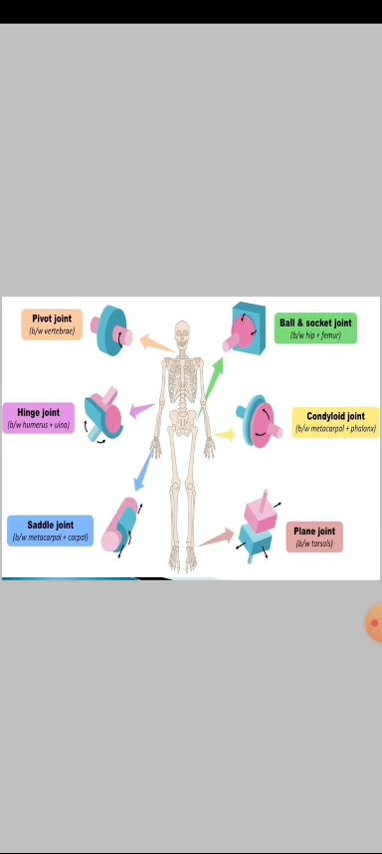 Pivot joint
(b/w vertebrae)
Ball & socket joint
(b/w hip + femur)
Hinge joint
(b/w humerus + ulna)
Condyloid joint
(b/w metacarpal + phalanx)
Saddle joint
(b/w metacarpal + carpal)
Plane joint
(b/w tarsals)